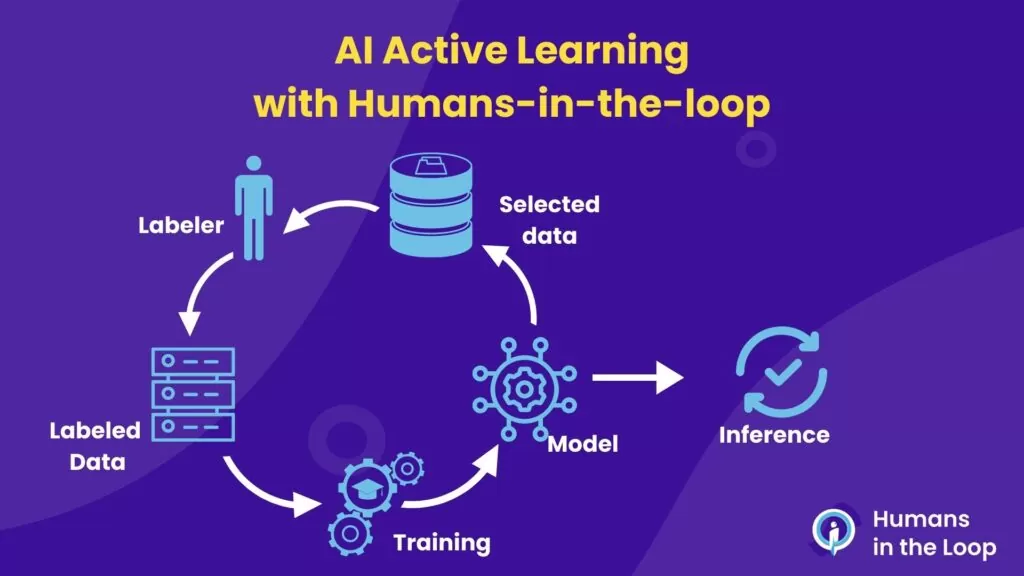 AI Active Learning
with Humans-in-the-loop
Labeler
Selected
data
Labeled
Data
Model
Inference
Training
Humans
in the Loop